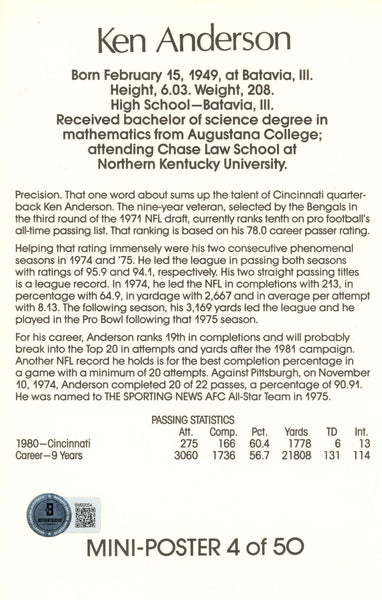 Ken Anderson
Born February 15, 1949, at Batavia, Ill.
Height, 6.03. Weight, 208.
High School—Batavia, Ill.
Received bachelor of science degree in
mathematics from Augustana College;
attending Chase Law School at
Northern Kentucky University.
Precision. That one word about sums up the talent of Cincinnati quarter-
back Ken Anderson. The nine-year veteran, selected by the Bengals in
the third round of the 1971 NFL draft, currently ranks tenth on pro football's
all-time passing list. That ranking is based on his 78.0 career passer rating.
Helping that rating immensely were his two consecutive phenomenal
seasons in 1974 and '75. He led the league in passing both seasons
with ratings of 95.9 and 94.1, respectively. His two straight passing titles
is a league record. In 1974, he led the NFL in completions with 213, in
percentage with 64.9, in yardage with 2,667 and in average per attempt
with 8.13. The following season, his 3,169 yards led the league and he
played in the Pro Bowl following that 1975 season.
For his career, Anderson ranks 19th in completions and will probably
break into the Top 20 in attempts and yards after the 1981 campaign.
Another NFL record he holds is for the best completion percentage in
a game with a minimum of 20 attempts. Against Pittsburgh, on November
10, 1974, Anderson completed 20 of 22 passes, a percentage of 90.91.
He was named to THE SPORTING NEWS AFC All-Star Team in 1975.
PASSING STATISTICS
Att. Comp. Pct. Yards TD Int.
1980—Cincinnati 275 166 60.4 1778 6 13
Career—9 Years 3060 1736 56.7 21808 131 114
B
AUTHENTICATED
MINI-POSTER 4 of 50